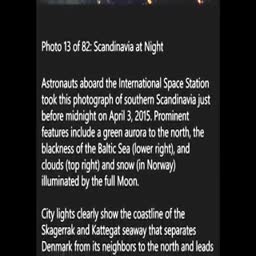 Photo 13 of 82: Scandinavia at Night
Astronauts aboard the International Space Station
took this photograph of southern Scandinavia just
before midnight on April 3, 2015. Prominent
features include a green aurora to the north, the
blackness of the Baltic Sea (lower right), and
clouds (top right) and snow (in Norway)
illuminated by the full Moon.
City lights clearly show the coastline of the
Skagerrak and Kattegat seaway that separates
Denmark from its neighbors to the north and leads